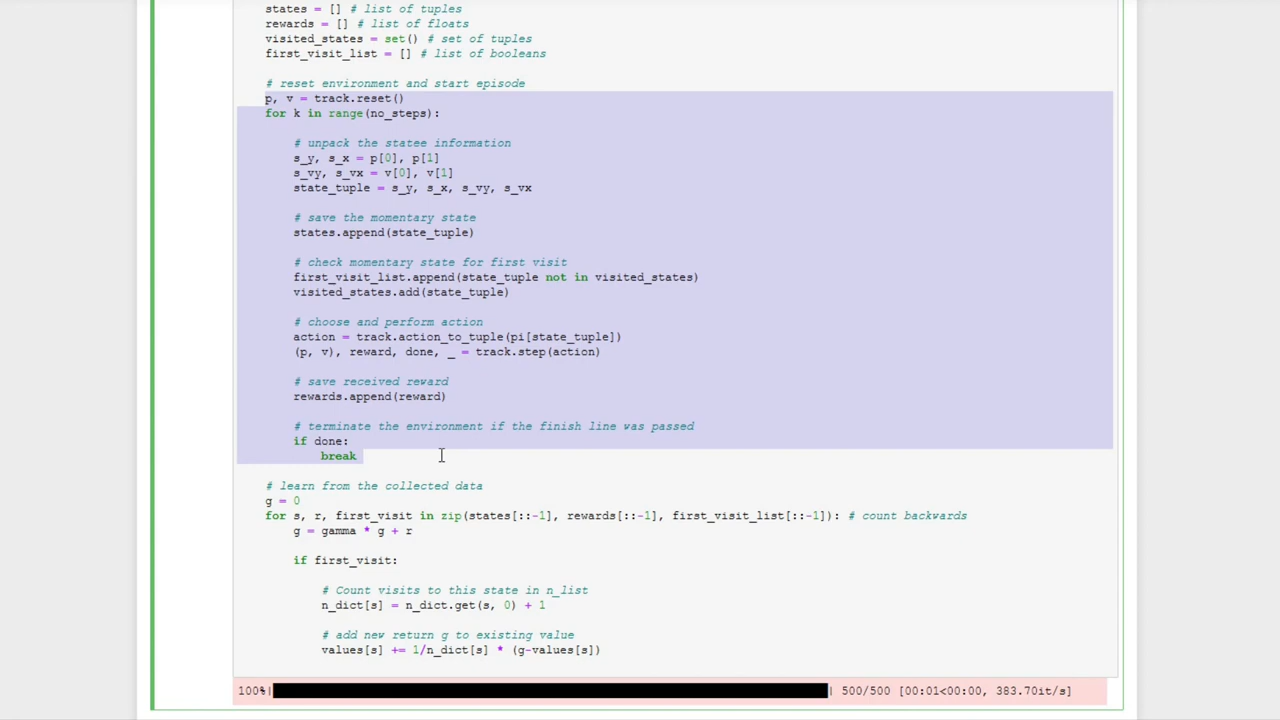 states = [] # list of tuples
rewards = [] # list of floats
visited_states = set() # set of tuples
first_visit_list = [] # list of booleans
# reset environment and start episode
p, v = track.reset()
for k in range(no_steps):
# unpack the statee information
s_y, s_x = p[0], p[1]
s_vy, s_vx = v[0], v[1]
state_tuple = s_y, s_x, s_vy, s_vx
# save the momentary state
states.append(state_tuple)
# check momentary state for first visit
first_visit_list.append(state_tuple not in visited_states)
visited_states.add(state_tuple)
# choose and perform action
action = track.action_to_tuple(pi[state_tuple])
(p, v), reward, done, _ = track.step(action)
# save received reward
rewards.append(reward)
# terminate the environment if the finish line was passed
if done:
break
# learn from the collected data
g = 0
for s, r, first_visit in zip(states[::-1], rewards[::-1], first_visit_list[::-1]): # count backwards
g = gamma * g + r
if first_visit:
# Count visits to this state in n_list
n_dict[s] = n_dict.get(s, 0) + 1
# add new return g to existing value
values[s] += 1/n_dict[s] * (g-values[s])
100%| | 500/500 [00:01<00:00, 383.70it/s]